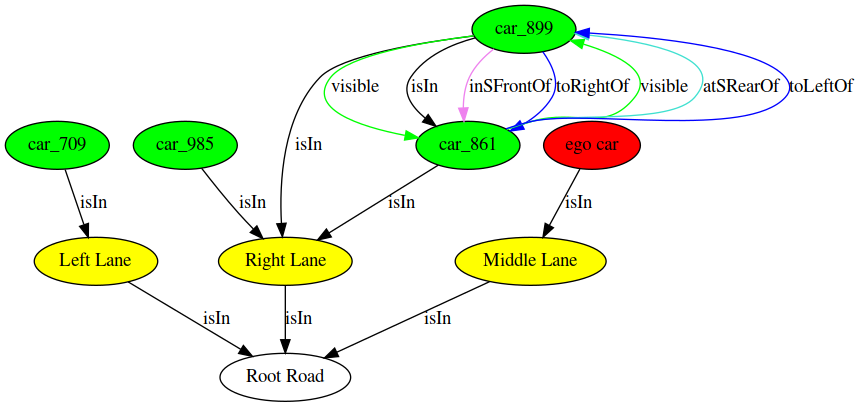 car_899
visible
isIn
inSFrontOf
toRightOf
visible
atSRearOf
toLeftOf
car_709
car_985
isIn
car_861
ego car
isIn
isIn
isIn
isIn
Left Lane
Right Lane
Middle Lane
isIn
isIn
isIn
Root Road